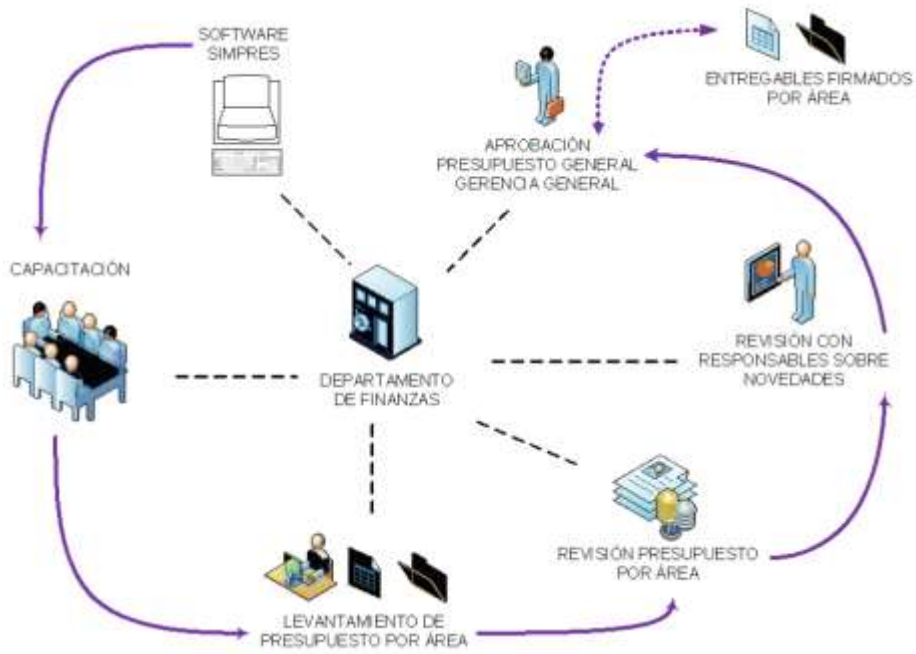 SOFTWARE
SIMPRES
ENTREGABLES FIRMADOS
POR ÁREA
APROBACIÓN
PRESUPUESTO GENERAL
GERENCIA GENERAL
CAPACITACIÓN
REVISIÓN CON
RESPONSABLES SOBRE
NOVEDADES
DEPARTAMENTO
DE FINANZAS
REVISIÓN PRESUPUESTO
POR ÁREA
LEVANTAMIENTO DE
PRESUPUESTO POR ÁREA